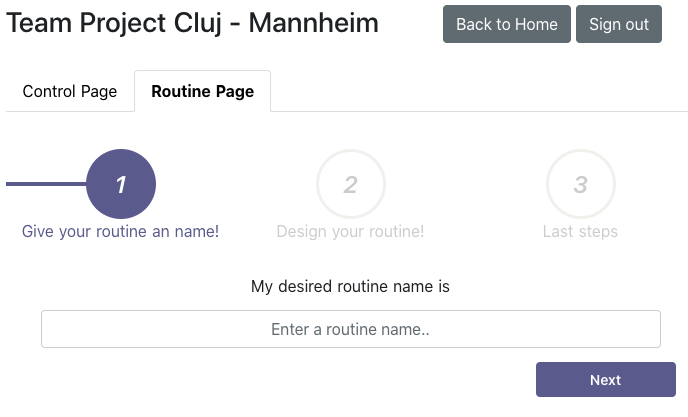 Team Project Cluj - Mannheim
Back to Home
Sign out
Control Page
Routine Page
1
2
3
Give your routine an name!
Design your routine!
Last steps
My desired routine name is
Enter a routine name..
Next